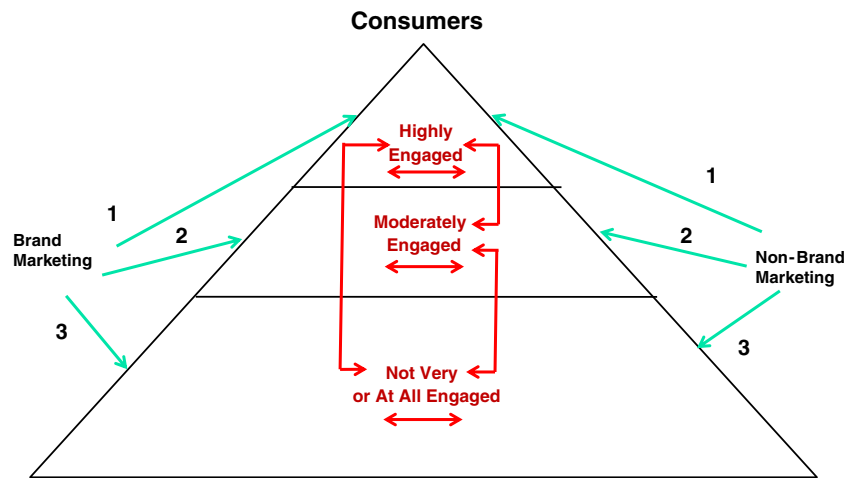 Consumers
Highly
Engaged
1
1
Moderately
Engaged
2
2
Brand
Marketing
Non-Brand
Marketing
3
3
Not Very
or At All Engaged